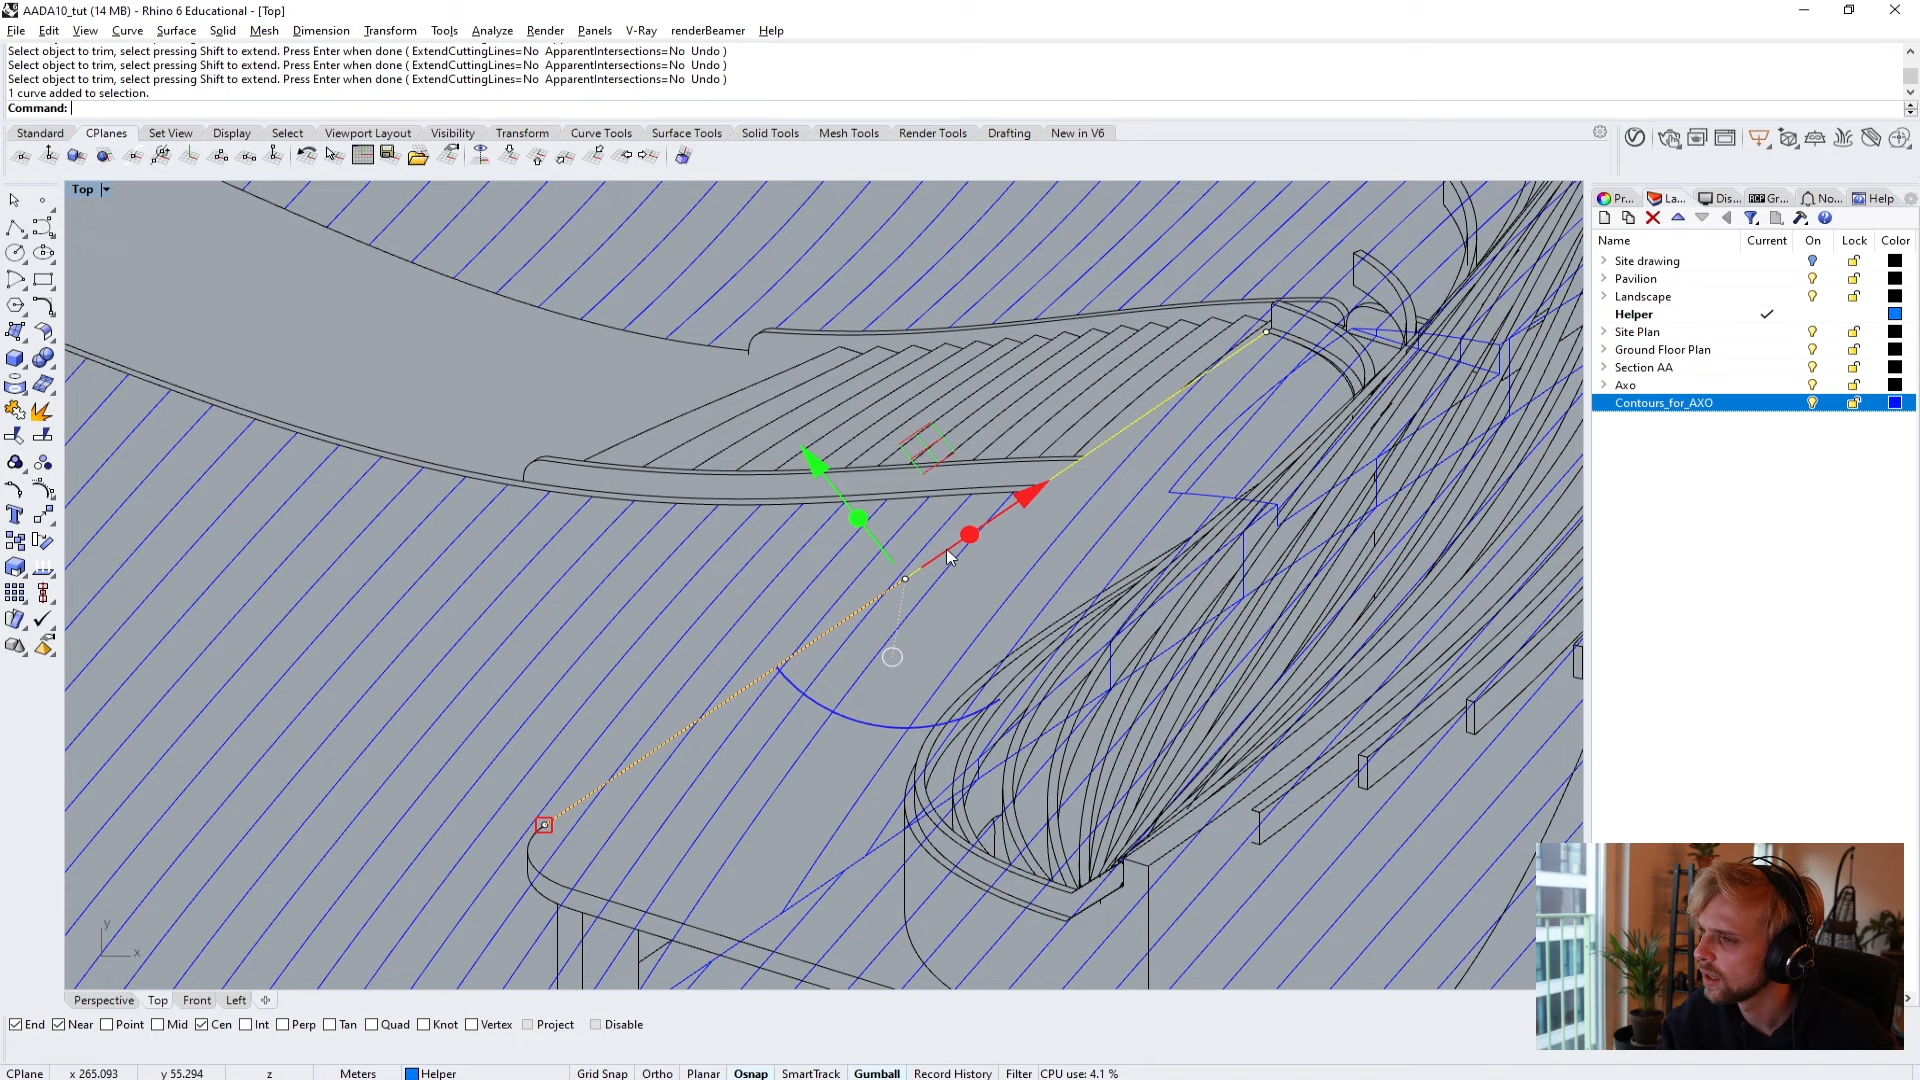 AADA10_tut (14 MB) - Rhino 6 Educational - [Top]
File Edit View Curve Surface Solid Mesh Dimension Transform Tools Analyze Render Panels V-Ray renderBeamer Help
Select object to trim, select pressing Shift to extend. Press Enter when done ( ExtendCuttingLines=No ApparentIntersections=No Undo )
Select object to trim, select pressing Shift to extend. Press Enter when done ( ExtendCuttingLines=No ApparentIntersections=No Undo )
Select object to trim, select pressing Shift to extend. Press Enter when done ( ExtendCuttingLines=No ApparentIntersections=No Undo )
1 curve added to selection.
Command:
Standard CPlanes Set View Display Select Viewport Layout Visibility Transform Curve Tools Surface Tools Solid Tools Mesh Tools Render Tools Drafting New in V6
Top
Pr... La... Dis... Gr... No... Help
Name Current On Lock Color
Site drawing
Pavilion
Landscape
Helper
Site Plan
Ground Floor Plan
Section AA
Axo
Contours_for_AXO
y
x
Perspective Top Front Left
End Near Point Mid Cen Int Perp Tan Quad Knot Vertex Project Disable
CPlane x 265.093 y 55.294 z Meters Helper Grid Snap Ortho Planar Osnap SmartTrack Gumball Record History Filter CPU use: 4.1 %